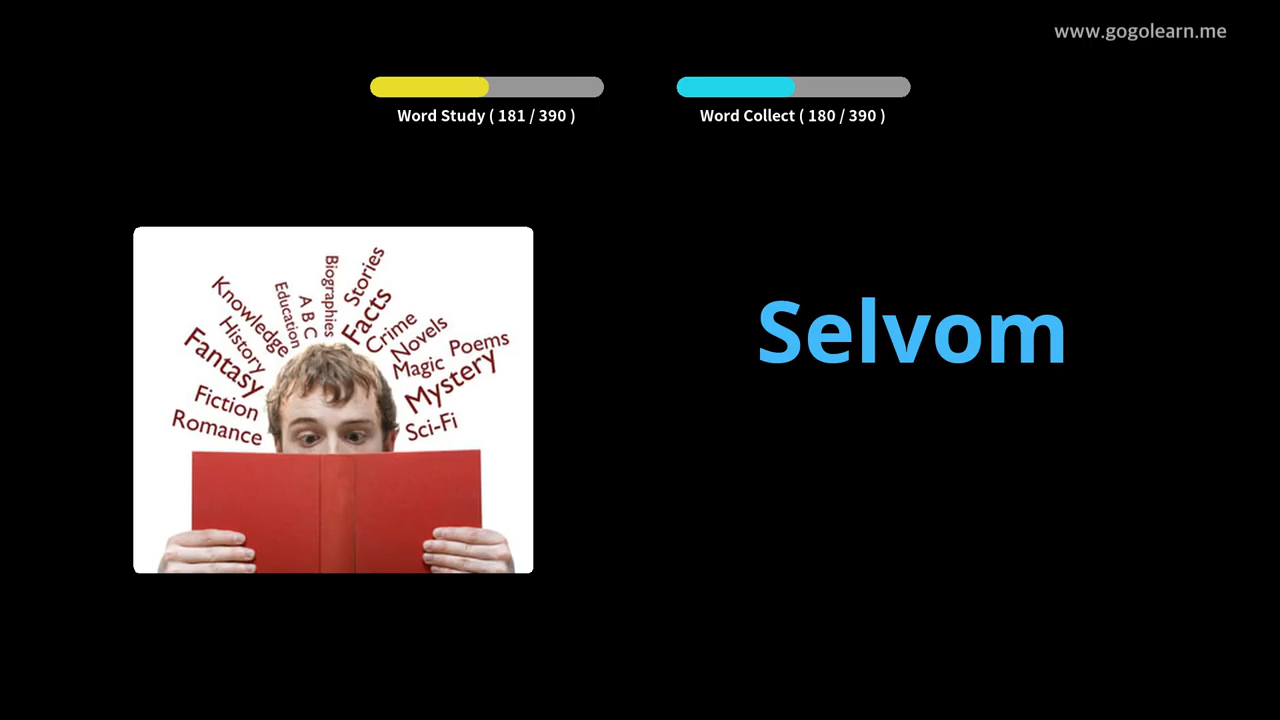 www.gogolearn.me
Word Study ( 181 / 390 )
Word Collect ( 180 / 390 )
Selvom
Romance
Fiction
Fantasy
History
Knowledge
Education
A B C
Biographies
Stories
Facts
Crime
Novels
Magic
Poems
Mystery
Sci-Fi